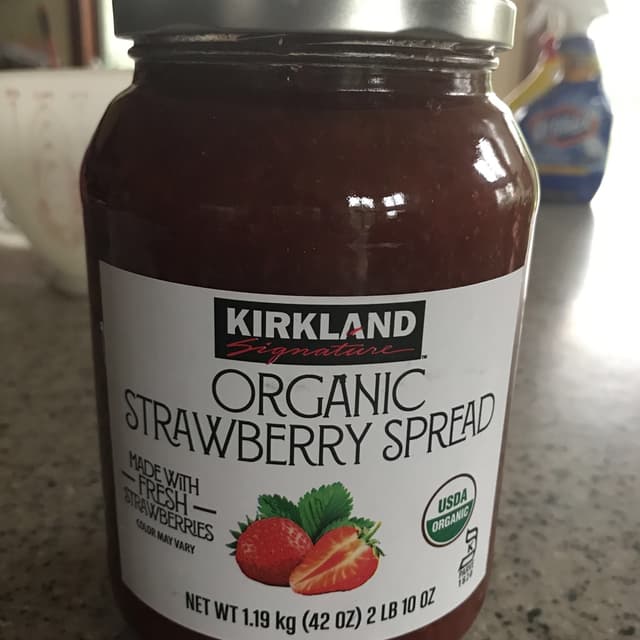 KIRKLAND
Signature
ORGANIC
STRAWBERRY SPREAD
MADE WITH
FRESH
STRAWBERRIES
COLOR MAY VARY
USDA
ORGANIC
NET WT 1.19 kg (42 OZ) 2 LB 10 OZ